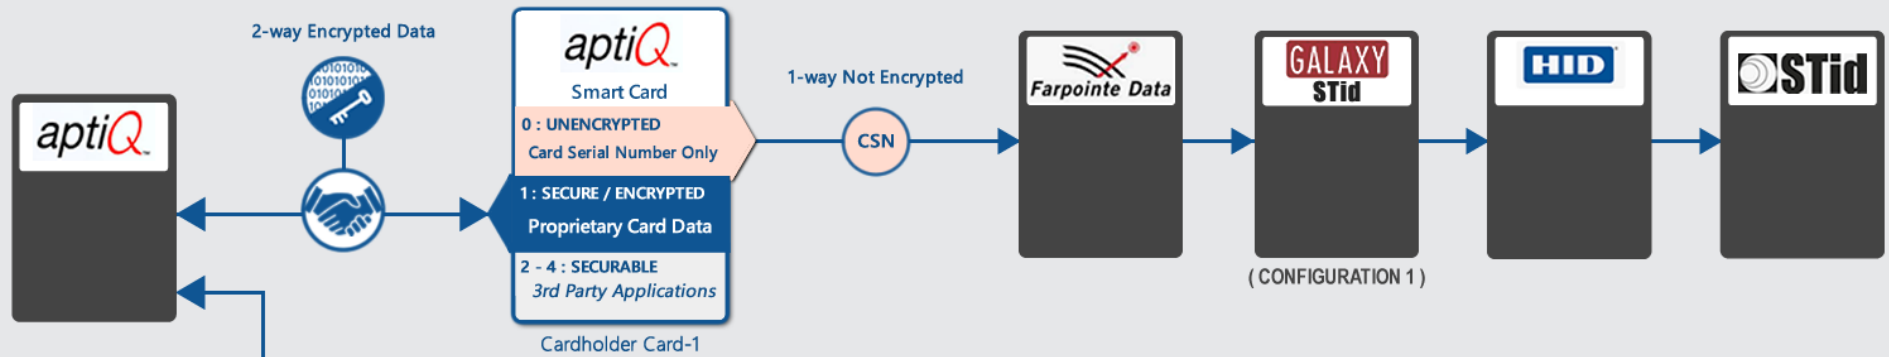 2-way Encrypted Data
aptiQ
Smart Card
0 : UNENCRYPTED
Card Serial Number Only
1 : SECURE / ENCRYPTED
Proprietary Card Data
2 - 4 : SECURABLE
3rd Party Applications
Cardholder Card-1
aptiQ
1-way Not Encrypted
CSN
Farpointe Data
GALAXY
STid
( CONFIGURATION 1 )
HID
STid